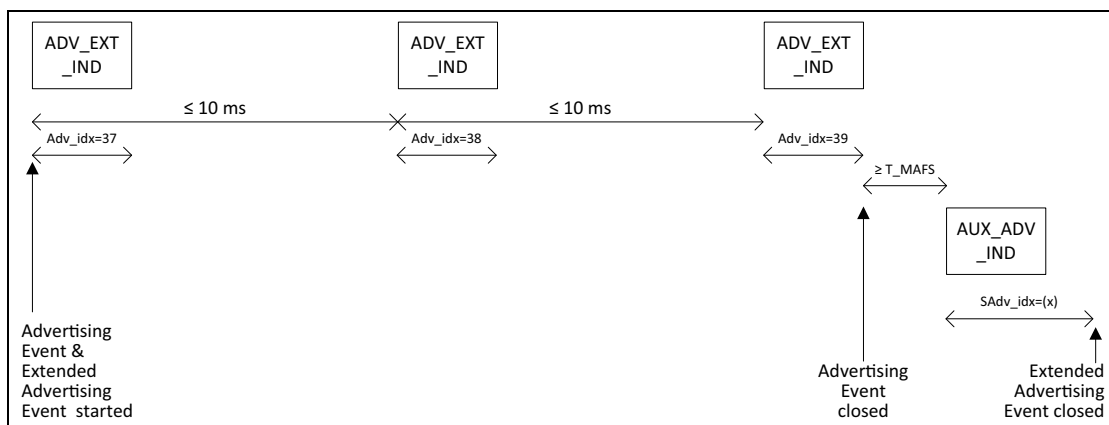 ADV_EXT
_IND
ADV_EXT
_IND
ADV_EXT
_IND
≤ 10 ms
≤ 10 ms
Adv_idx=37
Adv_idx=38
Adv_idx=39
≥ T_MAFS
AUX_ADV
_IND
SAdv_idx=(x)
Advertising
Event &
Extended
Advertising
Event started
Advertising
Event
closed
Extended
Advertising
Event closed